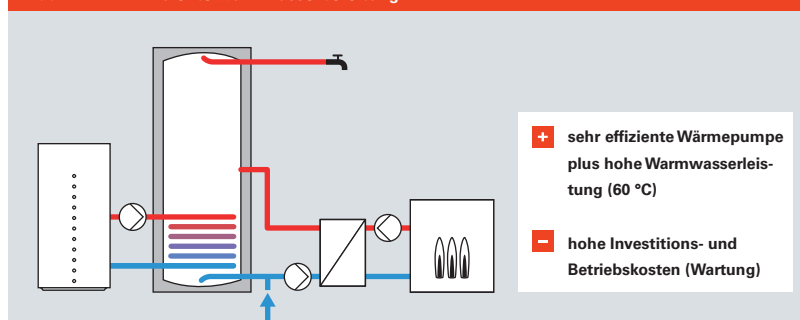 + sehr effiziente Wärmepumpe
plus hohe Warmwasserleis-
tung (60 °C)
– hohe Investitions- und
Betriebskosten (Wartung)